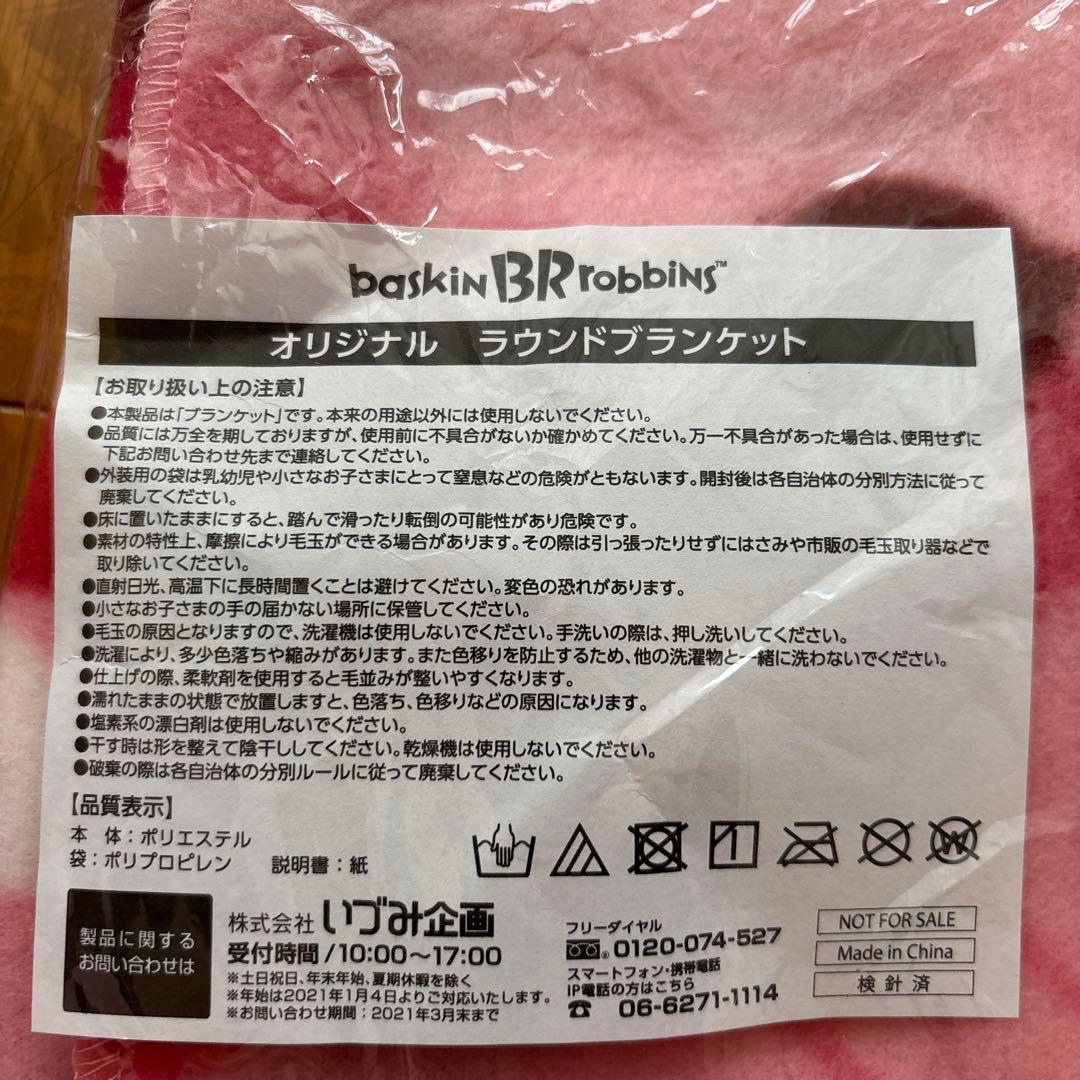 baskin BR robbins™
オリジナル ラウンドブランケット
【お取り扱い上の注意】
●本製品は「ブランケット」です。本来の用途以外には使用しないでください。
●品質には万全を期しておりますが、使用前に不具合がないか確かめてください。万一不具合があった場合は、使用せずに
下記お問い合わせ先まで連絡してください。
●外装用の袋は乳幼児や小さなお子さまにとって窒息などの危険がともないます。開封後は各自治体の分別方法に従って
廃棄してください。
●床に置いたままにすると、踏んで滑ったり転倒の可能性があり危険です。
●素材の特性上、摩擦により毛玉ができる場合があります。その際は引っ張ったりせずにはさみや市販の毛玉取り器などで
取り除いてください。
●直射日光、高温下に長時間置くことは避けてください。変色の恐れがあります。
●小さなお子さまの手の届かない場所に保管してください。
●毛玉の原因となりますので、洗濯機は使用しないでください。手洗いの際は、押し洗いしてください。
●洗濯により、多少色落ちや縮みがあります。また色移りを防止するため、他の洗濯物と一緒に洗わないでください。
●仕上げの際、柔軟剤を使用すると毛並みが整いやすくなります。
●濡れたままの状態で放置しますと、色落ち、色移りなどの原因になります。
●塩素系の漂白剤は使用しないでください。
●干す時は形を整えて陰干ししてください。乾燥機は使用しないでください。
●破棄の際は各自治体の分別ルールに従って廃棄してください。
【品質表示】
本 体：ポリエステル
袋：ポリプロピレン 説明書：紙
製品に関する
お問い合わせは
株式会社 いづみ企画
受付時間/10:00〜17:00
※土日祝日、年末年始、夏期休暇を除く
※年始は2021年1月4日よりご対応いたします。
※お問い合わせ期間：2021年3月末まで
フリーダイヤル
0120-074-527
スマートフォン・携帯電話
IP電話の方はこちら
☎ 06-6271-1114
NOT FOR SALE
Made in China
検針済